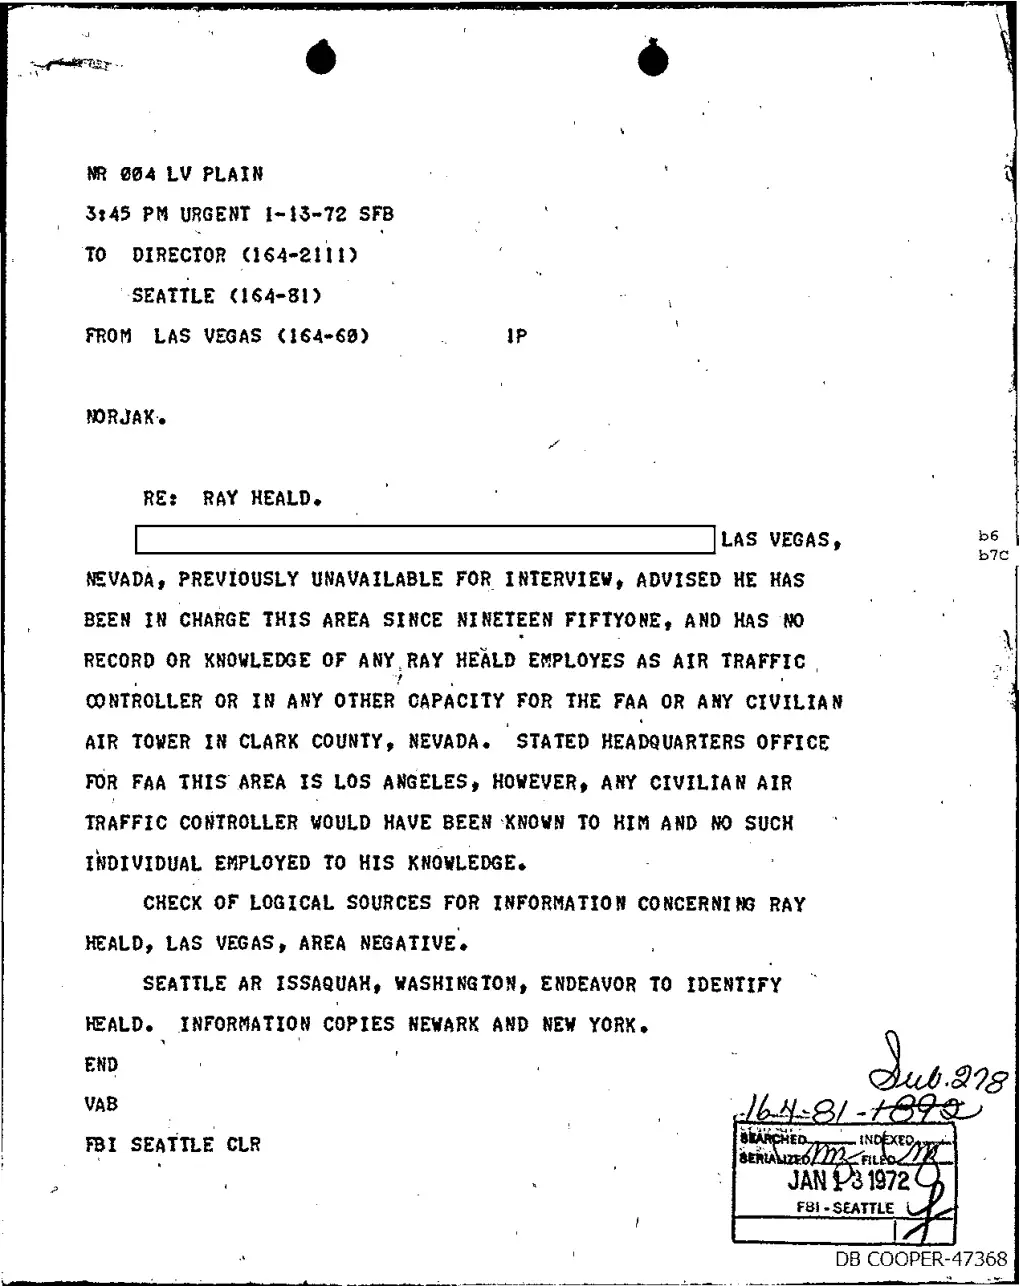 NR 004 LV PLAIN
3:45 PM URGENT 1-13-72 SFB
TO DIRECTOR (164-2111)
SEATTLE (164-81)
FROM LAS VEGAS (164-60) 1P
NORJAK.
RE: RAY HEALD.
LAS VEGAS,
b6
b7C
NEVADA, PREVIOUSLY UNAVAILABLE FOR INTERVIEW, ADVISED HE HAS
BEEN IN CHARGE THIS AREA SINCE NINETEEN FIFTYONE, AND HAS NO
RECORD OR KNOWLEDGE OF ANY RAY HEALD EMPLOYES AS AIR TRAFFIC
CONTROLLER OR IN ANY OTHER CAPACITY FOR THE FAA OR ANY CIVILIAN
AIR TOWER IN CLARK COUNTY, NEVADA. STATED HEADQUARTERS OFFICE
FOR FAA THIS AREA IS LOS ANGELES, HOWEVER, ANY CIVILIAN AIR
TRAFFIC CONTROLLER WOULD HAVE BEEN KNOWN TO HIM AND NO SUCH
INDIVIDUAL EMPLOYED TO HIS KNOWLEDGE.
CHECK OF LOGICAL SOURCES FOR INFORMATION CONCERNING RAY
HEALD, LAS VEGAS, AREA NEGATIVE.
SEATTLE AR ISSAQUAH, WASHINGTON, ENDEAVOR TO IDENTIFY
HEALD. INFORMATION COPIES NEWARK AND NEW YORK.
END
VAB
FBI SEATTLE CLR
Sub.278
164-81-1892
SEARCHED INDEXED
SERIALIZED FILED
JAN 13 1972
FBI - SEATTLE
DB COOPER-47368